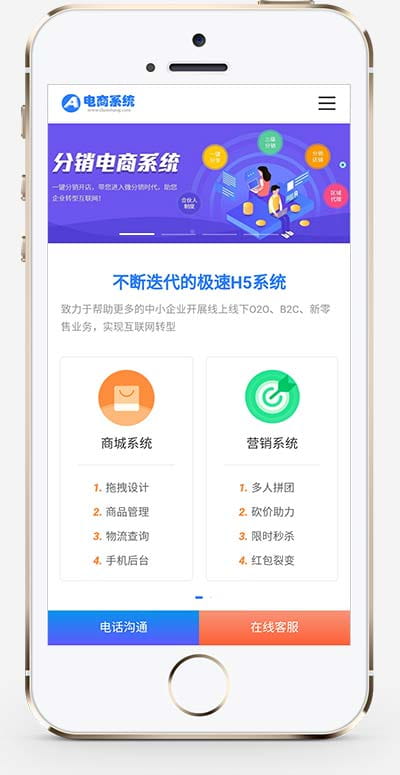 电商系统
分销电商系统
一键分销开店，带您进入微分销时代，助您
企业转型互联网！
一键
分享
三级
分销
分销
店铺
区域
代理
合伙人
制度
不断迭代的极速H5系统
致力于帮助更多的中小企业开展线上线下O2O、B2C、新零
售业务，实现互联网转型
商城系统
1. 拖拽设计
2. 商品管理
3. 物流查询
4. 手机后台
营销系统
1. 多人拼团
2. 砍价助力
3. 限时秒杀
4. 红包裂变
电话沟通
在线客服